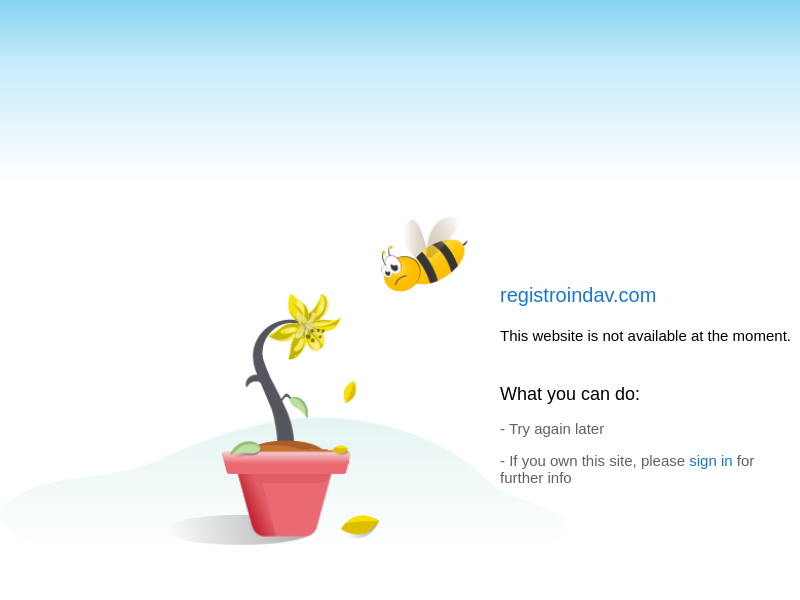 registroindav.com
This website is not available at the moment.
What you can do:
- Try again later
- If you own this site, please sign in for
further info